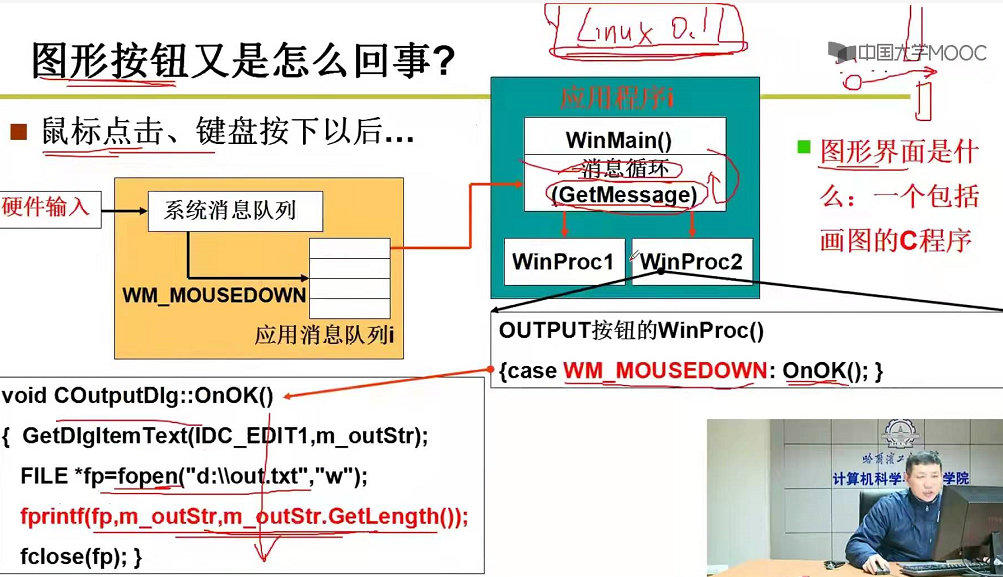 Linux 0.11
中国大学MOOC
图形按钮又是怎么回事?
鼠标点击、键盘按下以后...
硬件输入
系统消息队列
WM_MOUSEDOWN
应用消息队列i
应用程序
WinMain()
消息循环
(GetMessage)
WinProc1
WinProc2
图形界面是什
么：一个包括
画图的C程序
OUTPUT按钮的WinProc()
{case WM_MOUSEDOWN: OnOK(); }
void COutputDlg::OnOK()
{ GetDlgItemText(IDC_EDIT1,m_outStr);
FILE *fp=fopen("d:\\out.txt","w");
fprintf(fp,m_outStr,m_outStr.GetLength());
fclose(fp); }
哈爾濱工
计算机科学
学院